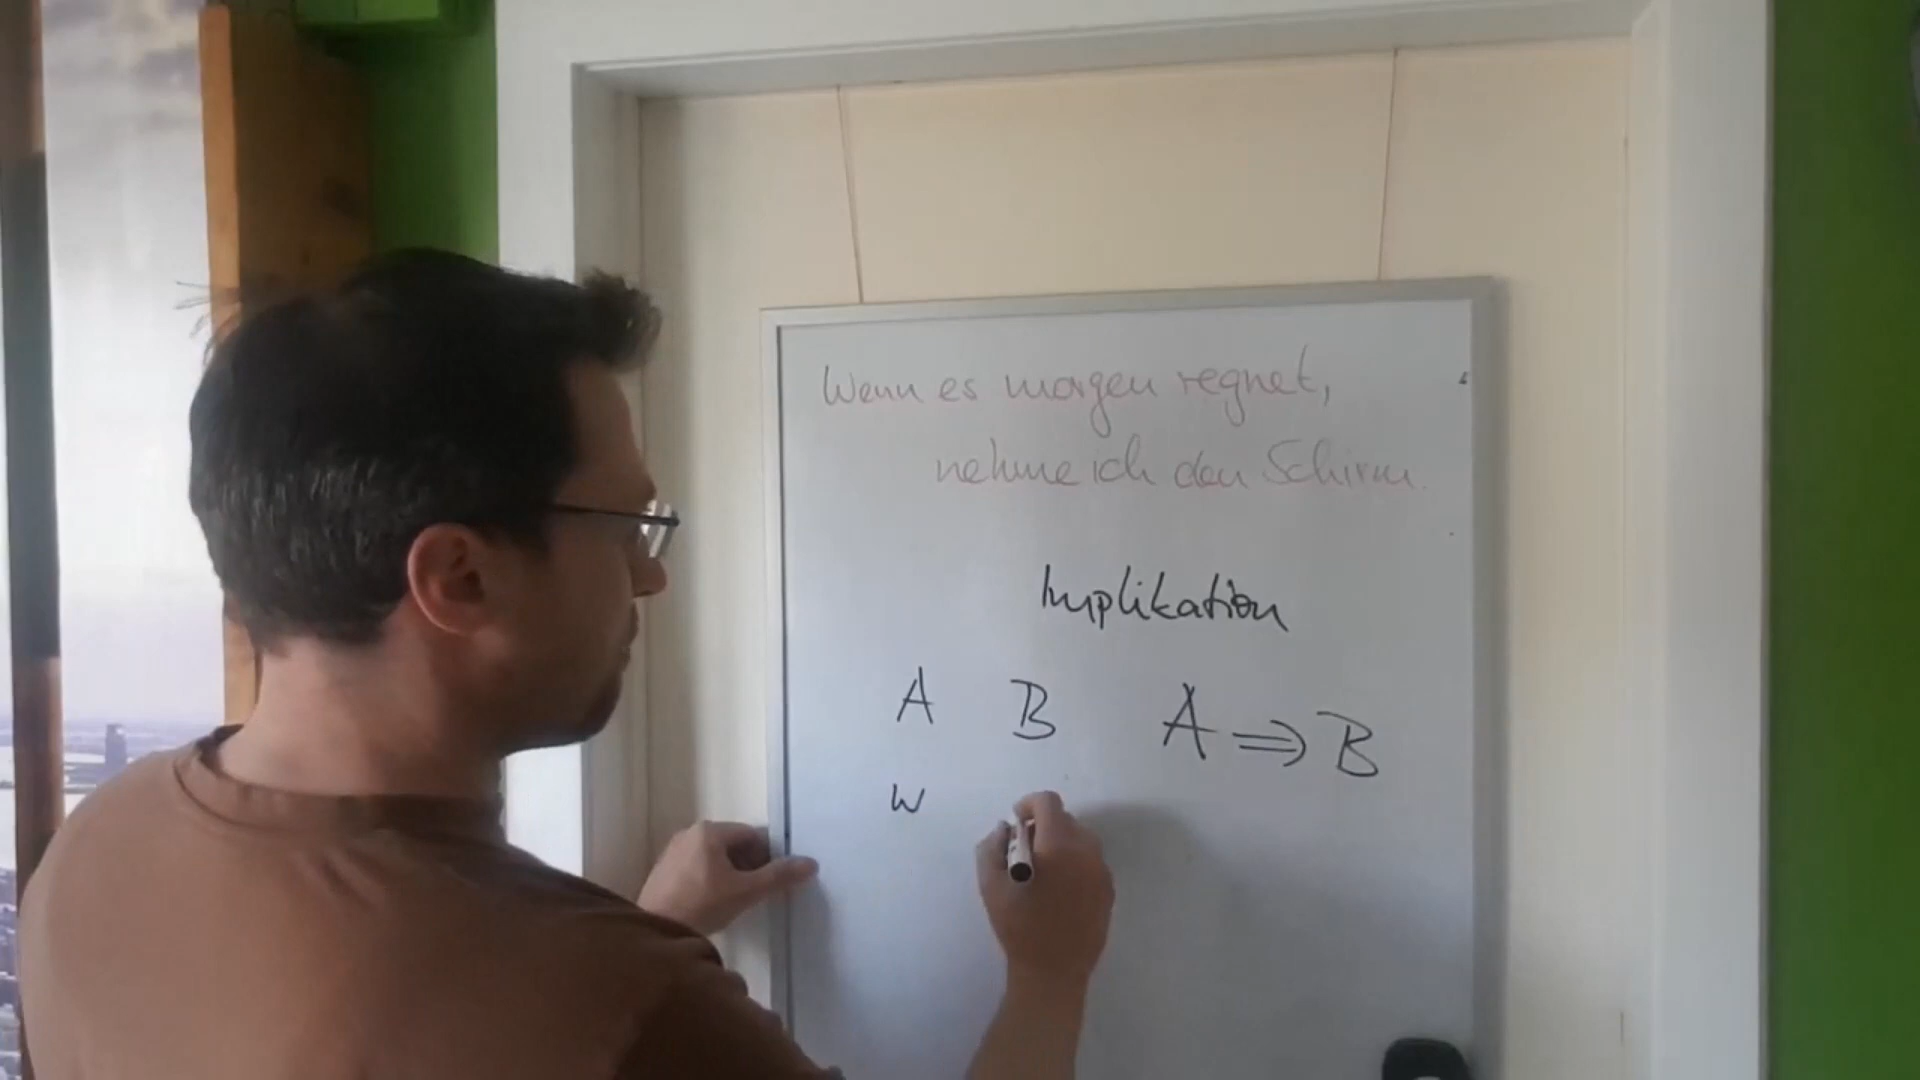 Wenn es morgen regnet,
nehme ich den Schirm.
Implikation
A B A ⇒ B
W